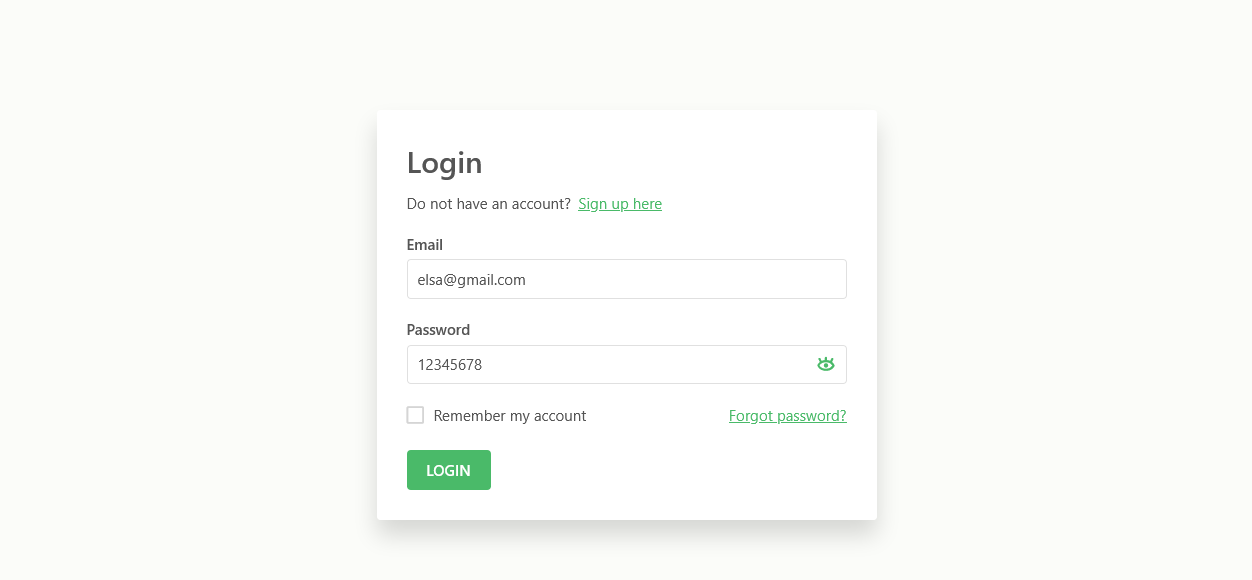 Login
Do not have an account? Sign up here
Email
elsa@gmail.com
Password
12345678
Remember my account Forgot password?
LOGIN